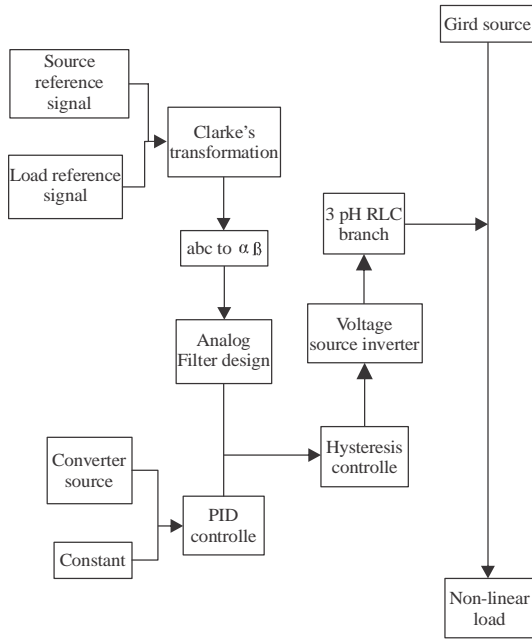 Gird source
Source
reference
signal
Clarke's
transformation
Load reference
signal
3 pH RLC
branch
abc to αβ
Voltage
source inverter
Analog
Filter design
Hysteresis
controlle
Converter
source
PID
controlle
Constant
Non-linear
load